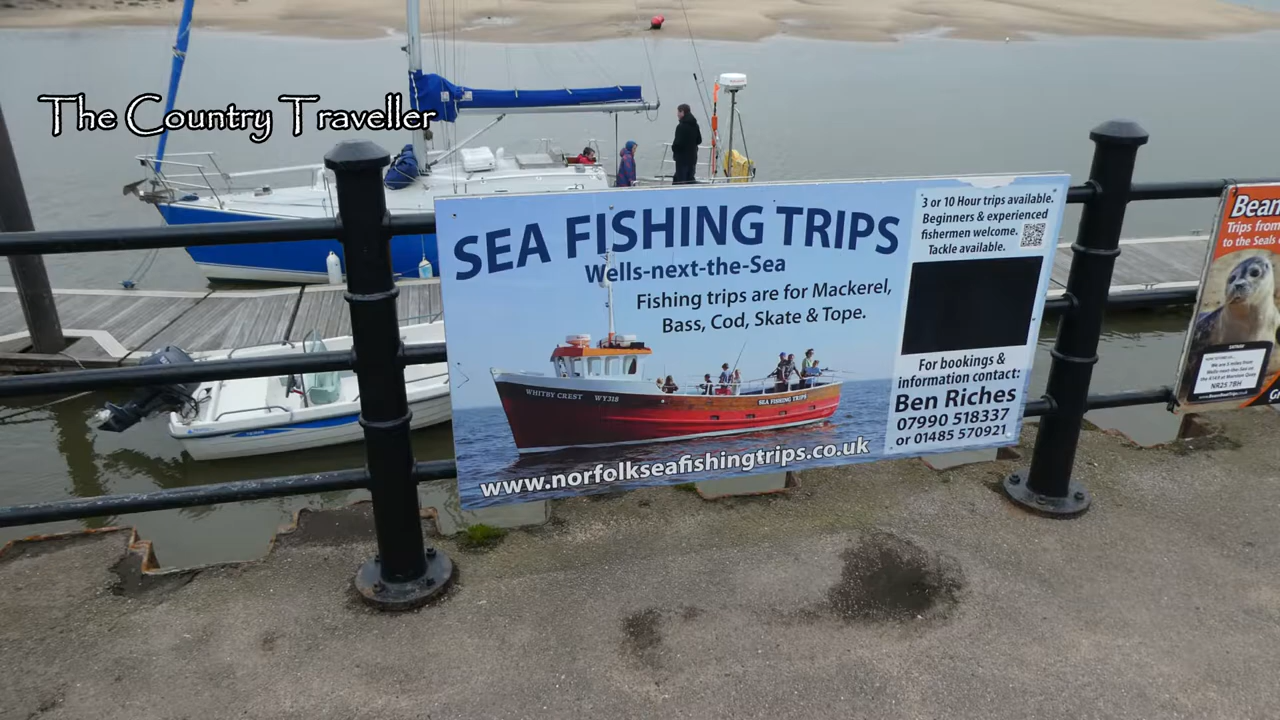 The Country Traveller
SEA FISHING TRIPS
Wells-next-the-Sea
Fishing trips are for Mackerel,
Bass, Cod, Skate & Tope.
WHITBY CREST WY318
SEA FISHING TRIPS
www.norfolkseafishingtrips.co.uk
3 or 10 Hour trips available.
Beginners & experienced
fishermen welcome.
Tackle available.
For bookings &
information contact:
Ben Riches
07990 518337
or 01485 570921
Bean
Trips from
to the Seals
NR25 7BH